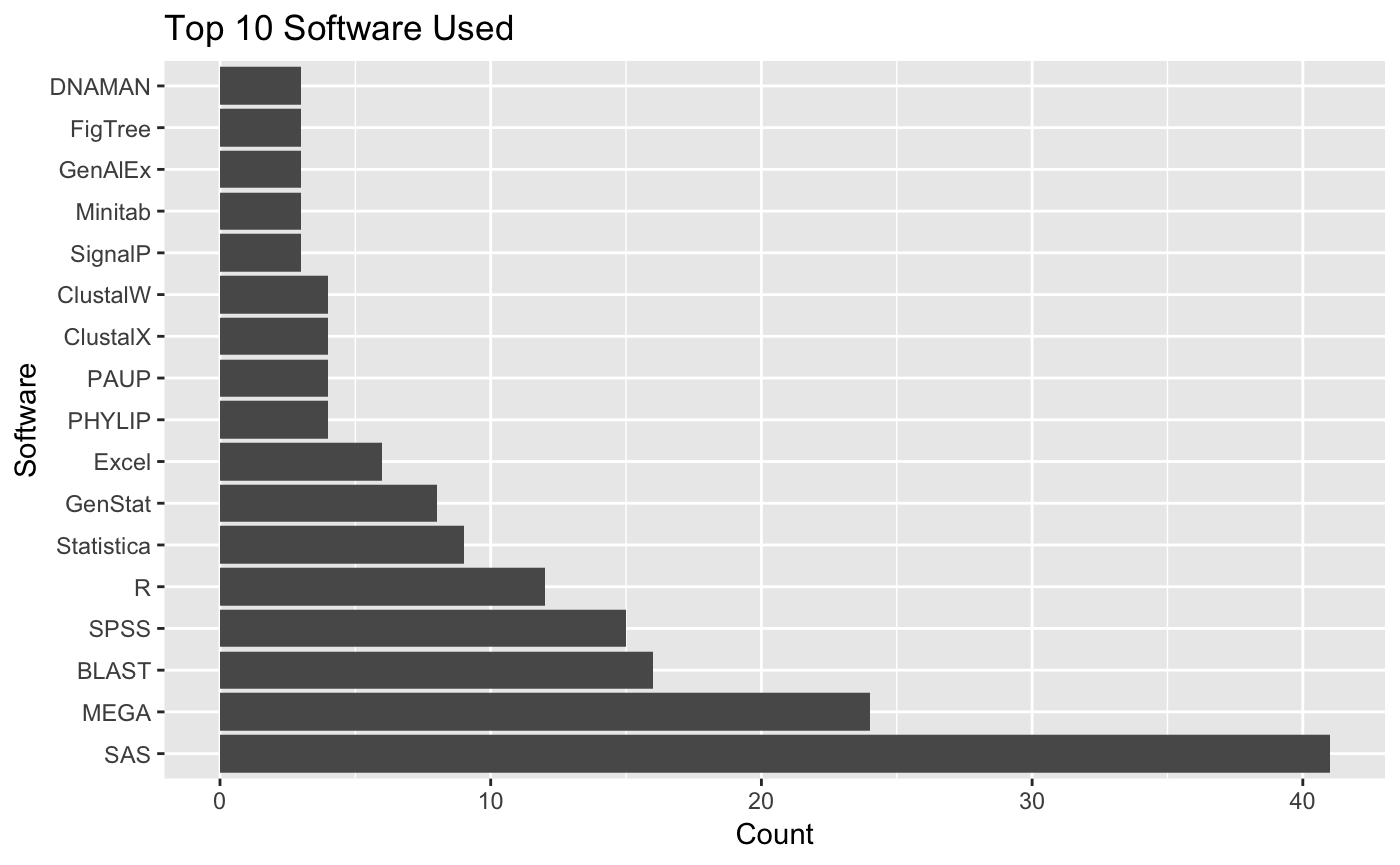 Top 10 Software Used
DNAMAN
FigTree
GenAlEx
Minitab
SignalP
ClustalW
ClustalX
PAUP
PHYLIP
Excel
GenStat
Statistica
R
SPSS
BLAST
MEGA
SAS
Software
0 10 20 30 40
Count